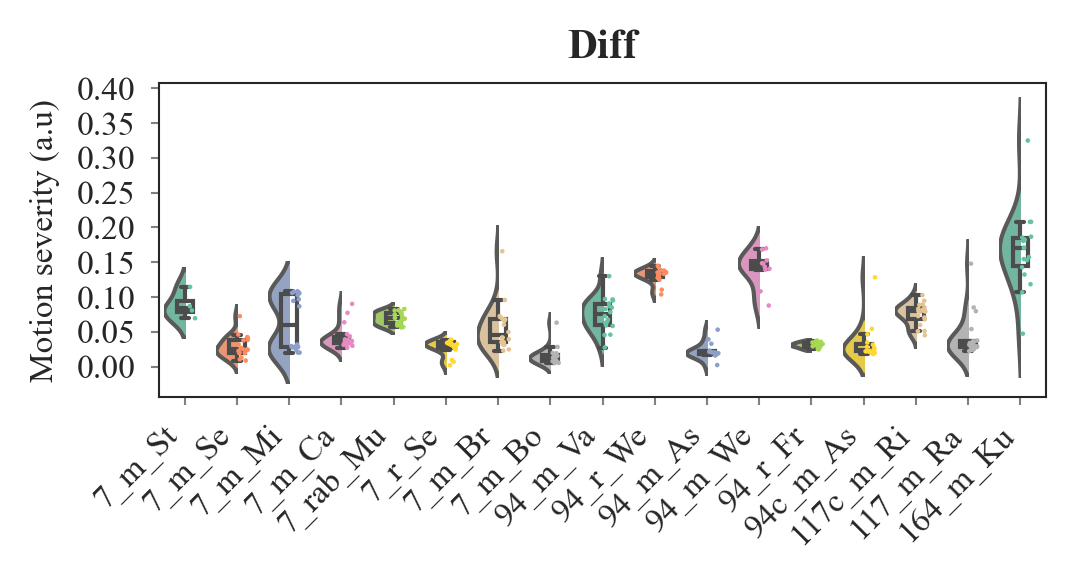 Diff
Motion severity (a.u)
0.40
0.35
0.30
0.25
0.20
0.15
0.10
0.05
0.00
7_m_St
7_m_Se
7_m_Mi
7_m_Ca
7_rab_Mu
7_r_Se
7_m_Br
7_m_Bo
94_m_Va
94_r_We
94_m_As
94_m_We
94_r_Fr
94c_m_As
117c_m_Ri
117_m_Ra
164_m_Ku